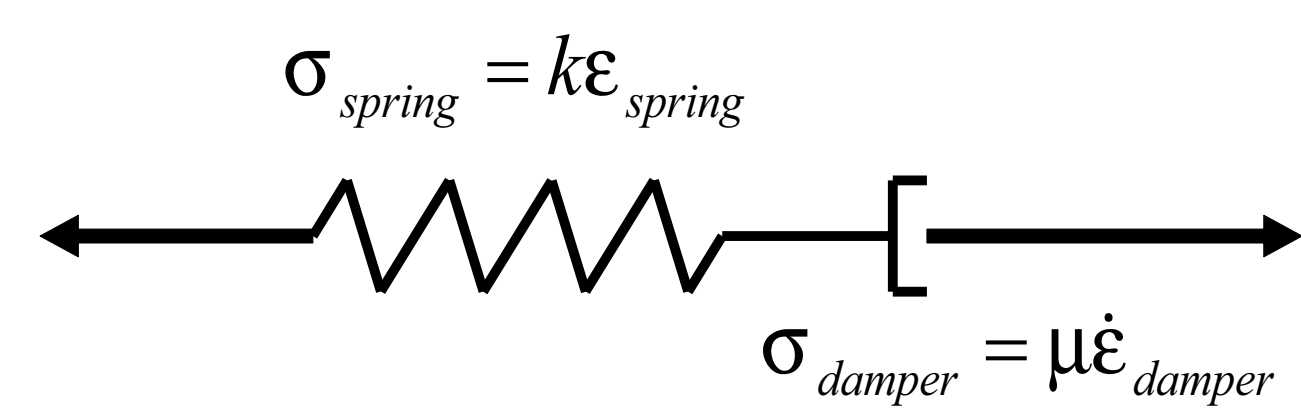 σ_spring = kε_spring
σ_damper = με̇_damper